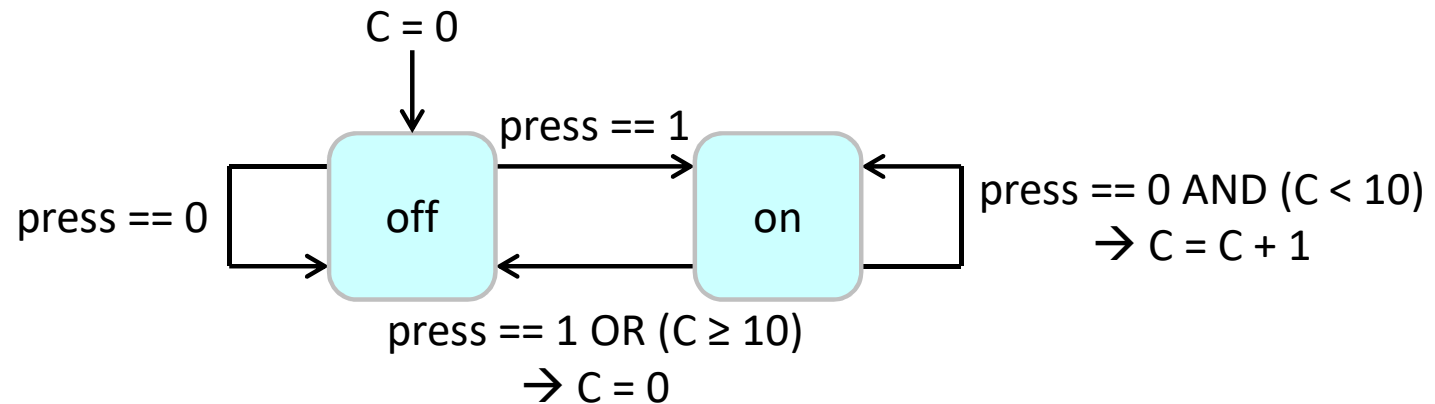 C = 0
press == 1
press == 0
off
on
press == 0 AND (C < 10)
→ C = C + 1
press == 1 OR (C ≥ 10)
→ C = 0